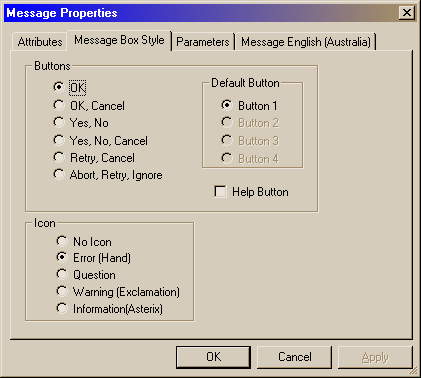 Message Properties
Attributes
Message Box Style
Parameters
Message English (Australia)
Buttons
OK
OK, Cancel
Yes, No
Yes, No, Cancel
Retry, Cancel
Abort, Retry, Ignore
Default Button
Button 1
Button 2
Button 3
Button 4
Help Button
Icon
No Icon
Error (Hand)
Question
Warning (Exclamation)
Information(Asterix)
OK
Cancel
Apply